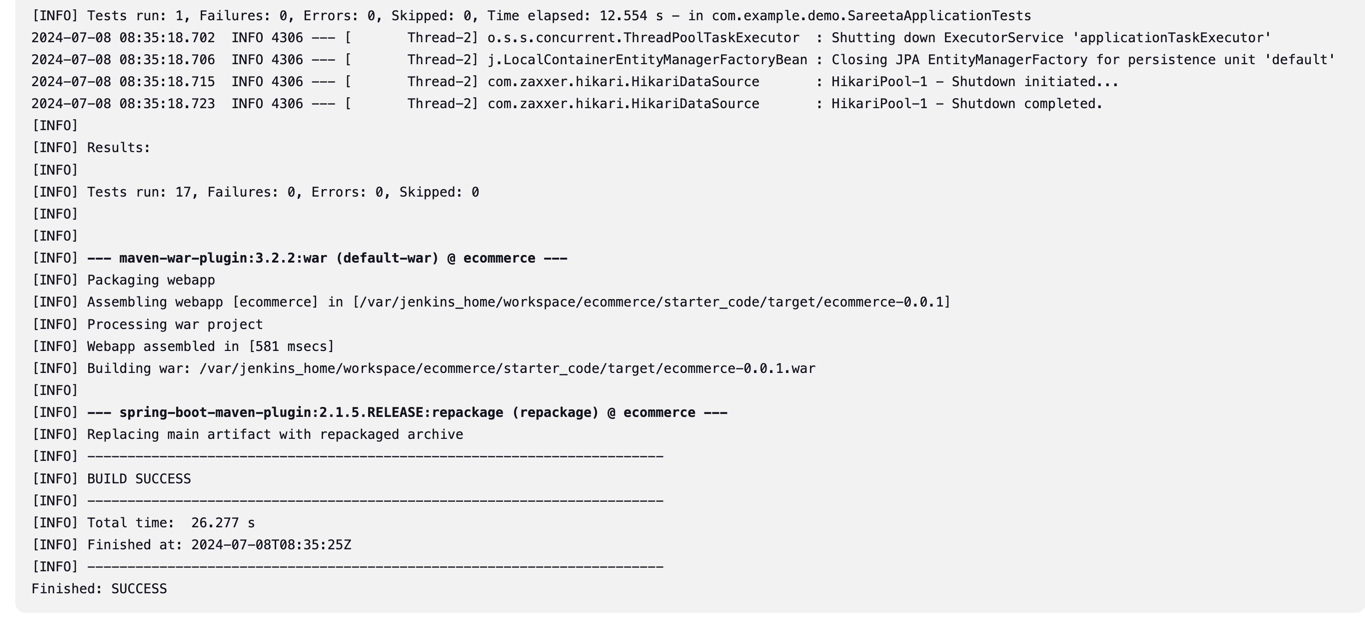 [INFO] Tests run: 1, Failures: 0, Errors: 0, Skipped: 0, Time elapsed: 12.554 s - in com.example.demo.SareetaApplicationTests
2024-07-08 08:35:18.702  INFO 4306 --- [       Thread-2] o.s.s.concurrent.ThreadPoolTaskExecutor  : Shutting down ExecutorService 'applicationTaskExecutor'
2024-07-08 08:35:18.706  INFO 4306 --- [       Thread-2] j.LocalContainerEntityManagerFactoryBean : Closing JPA EntityManagerFactory for persistence unit 'default'
2024-07-08 08:35:18.715  INFO 4306 --- [       Thread-2] com.zaxxer.hikari.HikariDataSource       : HikariPool-1 - Shutdown initiated...
2024-07-08 08:35:18.723  INFO 4306 --- [       Thread-2] com.zaxxer.hikari.HikariDataSource       : HikariPool-1 - Shutdown completed.
[INFO]
[INFO] Results:
[INFO]
[INFO] Tests run: 17, Failures: 0, Errors: 0, Skipped: 0
[INFO]
[INFO]
[INFO] --- maven-war-plugin:3.2.2:war (default-war) @ ecommerce ---
[INFO] Packaging webapp
[INFO] Assembling webapp [ecommerce] in [/var/jenkins_home/workspace/ecommerce/starter_code/target/ecommerce-0.0.1]
[INFO] Processing war project
[INFO] Webapp assembled in [581 msecs]
[INFO] Building war: /var/jenkins_home/workspace/ecommerce/starter_code/target/ecommerce-0.0.1.war
[INFO]
[INFO] --- spring-boot-maven-plugin:2.1.5.RELEASE:repackage (repackage) @ ecommerce ---
[INFO] Replacing main artifact with repackaged archive
[INFO] ------------------------------------------------------------------------
[INFO] BUILD SUCCESS
[INFO] ------------------------------------------------------------------------
[INFO] Total time:  26.277 s
[INFO] Finished at: 2024-07-08T08:35:25Z
[INFO] ------------------------------------------------------------------------
Finished: SUCCESS